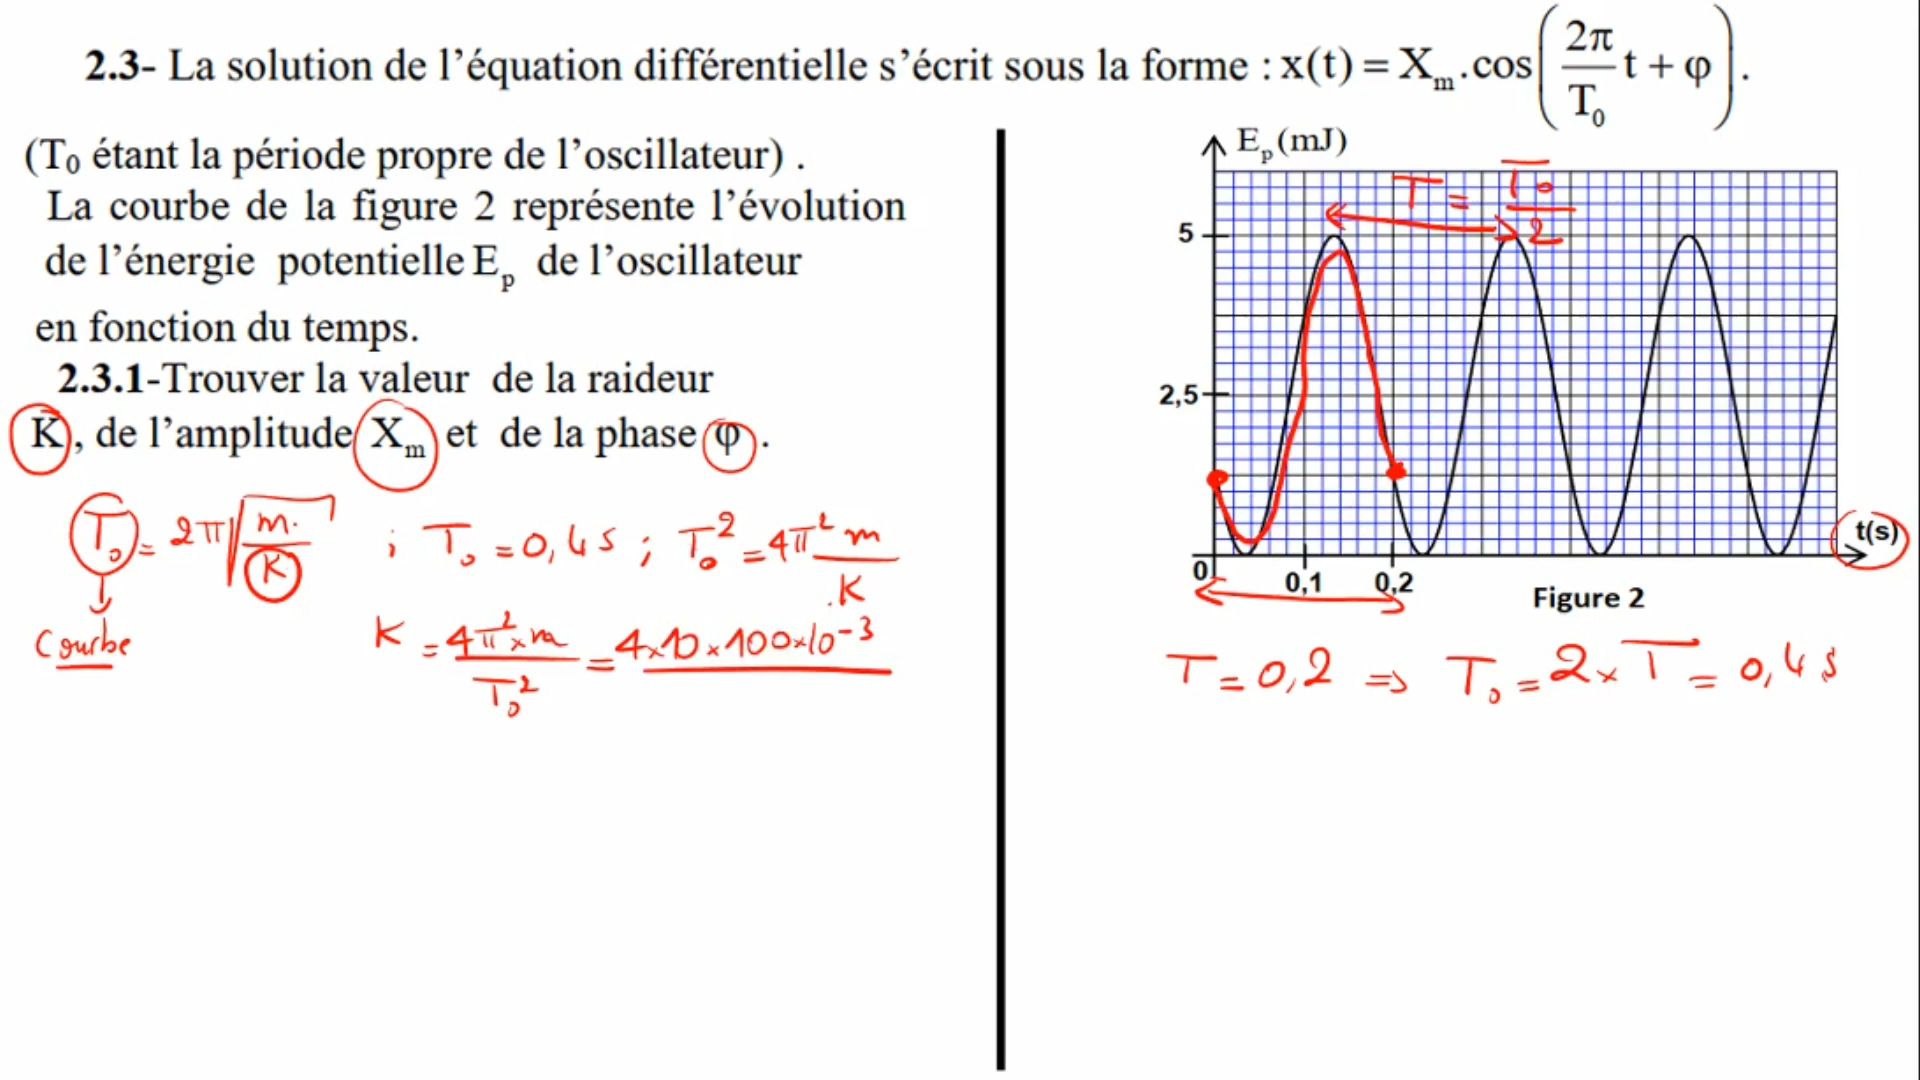 2.3- La solution de l'équation différentielle s'écrit sous la forme : x(t) = Xₘ.cos(2π/T₀ t + φ).
(T₀ étant la période propre de l'oscillateur) .
La courbe de la figure 2 représente l'évolution
de l'énergie potentielle Eₚ de l'oscillateur
en fonction du temps.
2.3.1-Trouver la valeur de la raideur
K , de l'amplitude Xₘ et de la phase φ .
T₀ = 2π√(m/K) ; T₀ = 0,4s ; T₀² = 4π² m/K
Courbe
K = 4π²×m/T₀² = 4×10×100×10⁻³
Eₚ(mJ)
T = T₀/2
5
2,5
t(s)
0
0,1
0,2
Figure 2
T = 0,2 ⇒ T₀ = 2×T = 0,4s